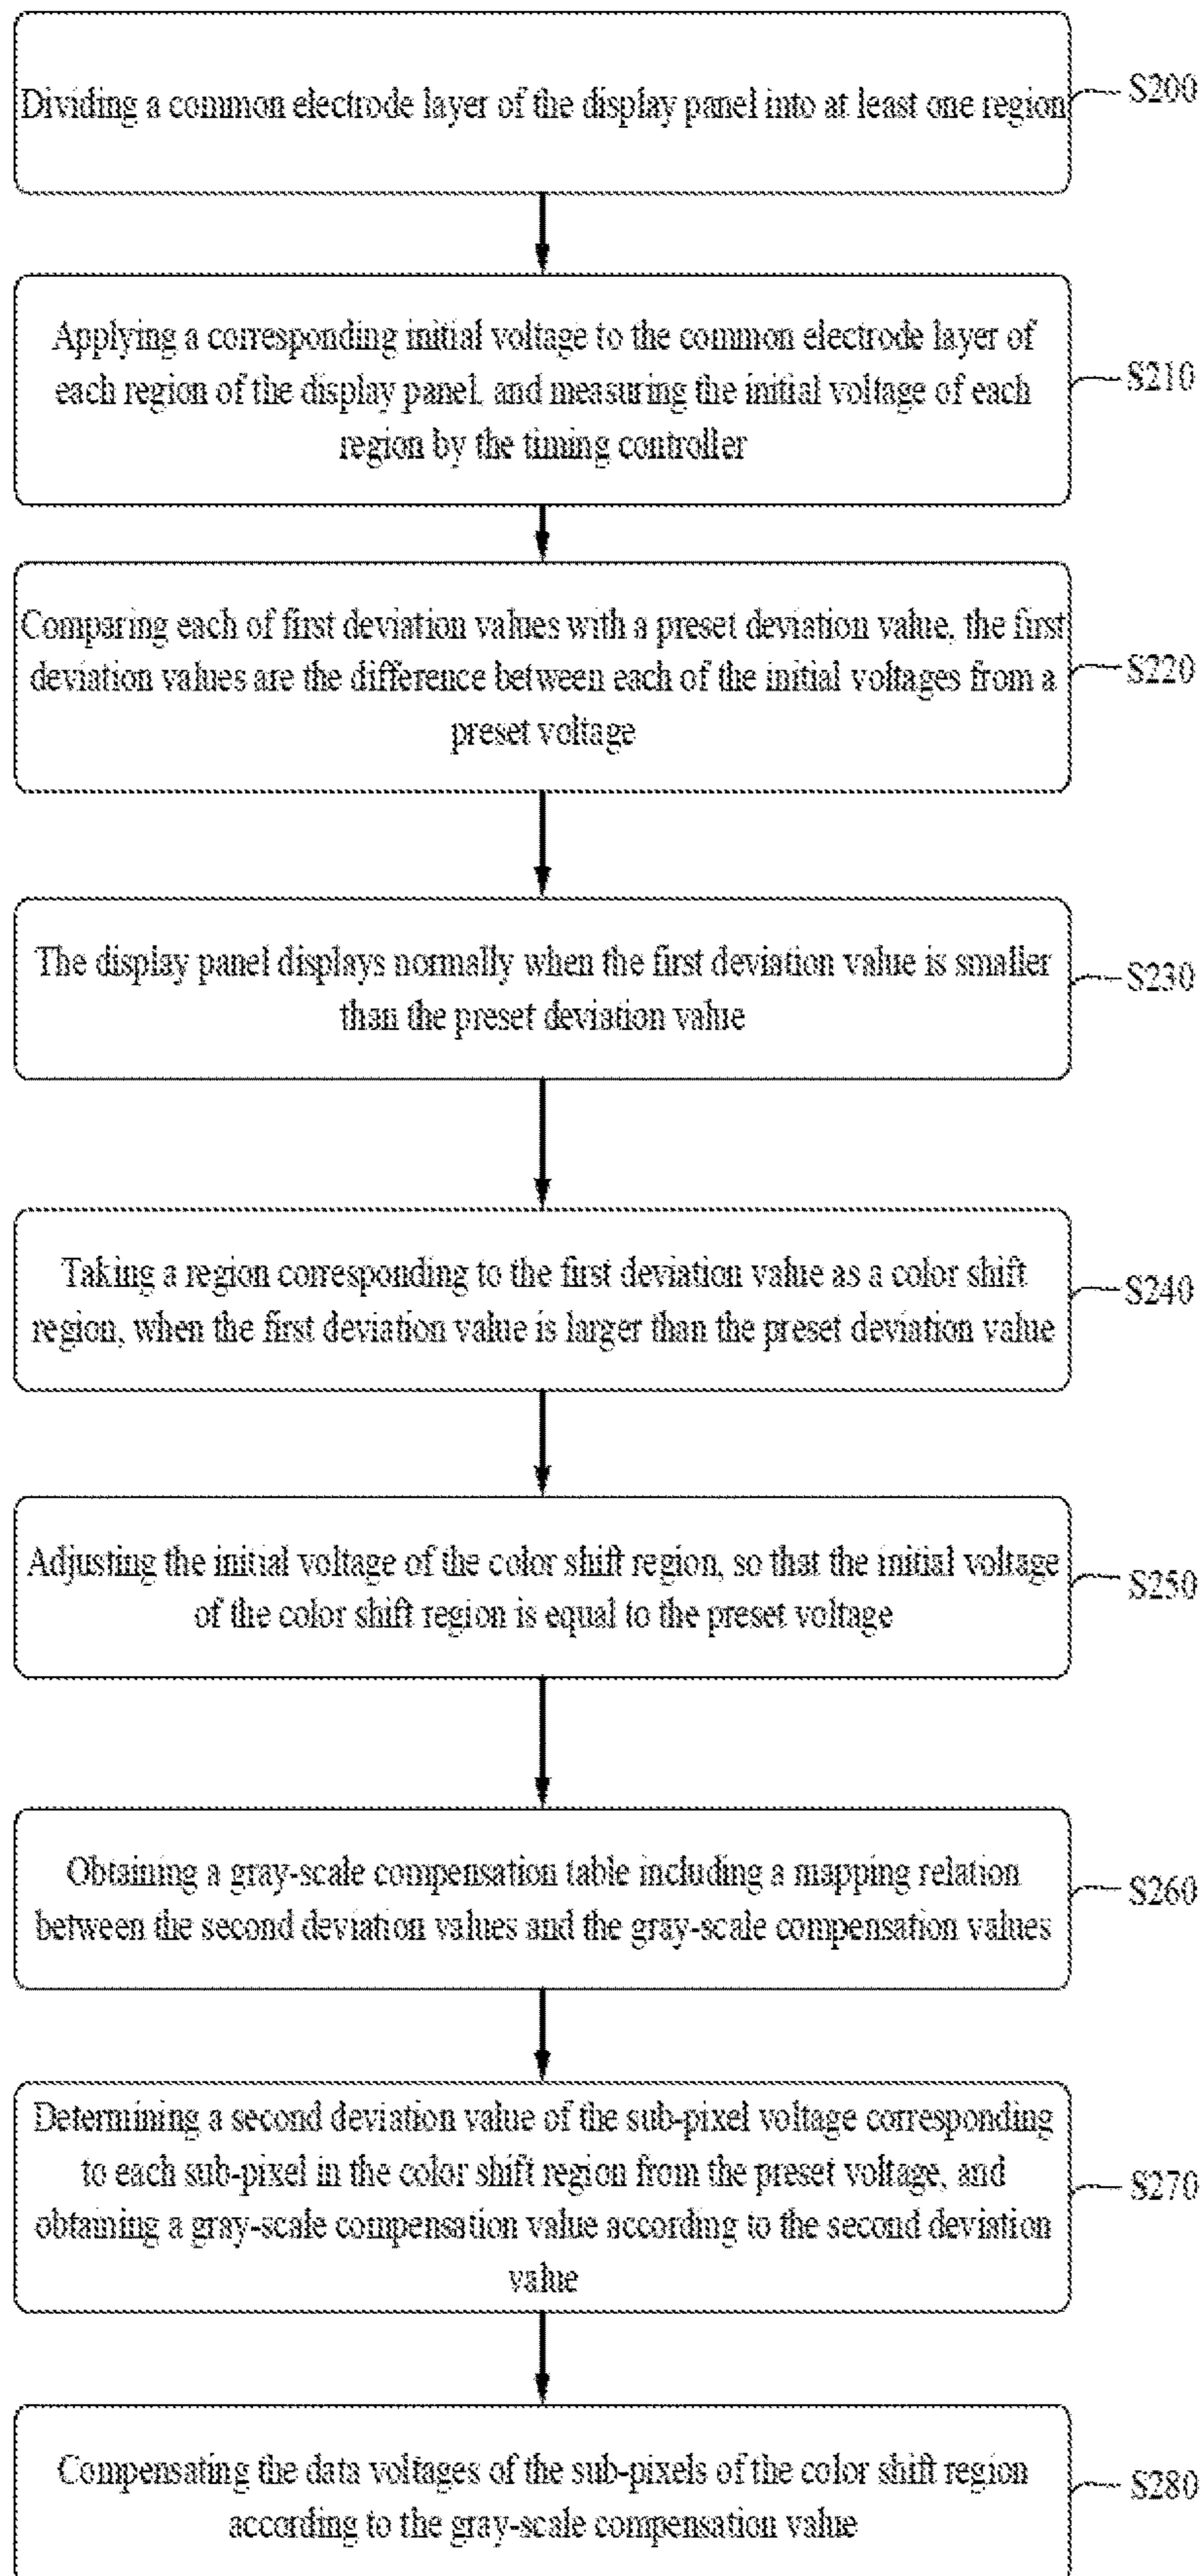 Dividing a common electrode layer of the display panel into at least one region
S200
Applying a corresponding initial voltage to the common electrode layer of
each region of the display panel, and measuring the initial voltage of each
region by the timing controller
S210
Comparing each of first deviation values with a preset deviation value, the first
deviation values are the difference between each of the initial voltages from a
preset voltage
S220
The display panel displays normally when the first deviation value is smaller
than the preset deviation value
S230
Taking a region corresponding to the first deviation value as a color shift
region, when the first deviation value is larger than the preset deviation value
S240
Adjusting the initial voltage of the color shift region, so that the initial voltage
of the color shift region is equal to the preset voltage
S250
Obtaining a gray-scale compensation table including a mapping relation
between the second deviation values and the gray-scale compensation values
S260
Determining a second deviation value of the sub-pixel voltage corresponding
to each sub-pixel in the color shift region from the preset voltage, and
obtaining a gray-scale compensation value according to the second deviation
value
S270
Compensating the data voltages of the sub-pixels of the color shift region
according to the gray-scale compensation value
S280